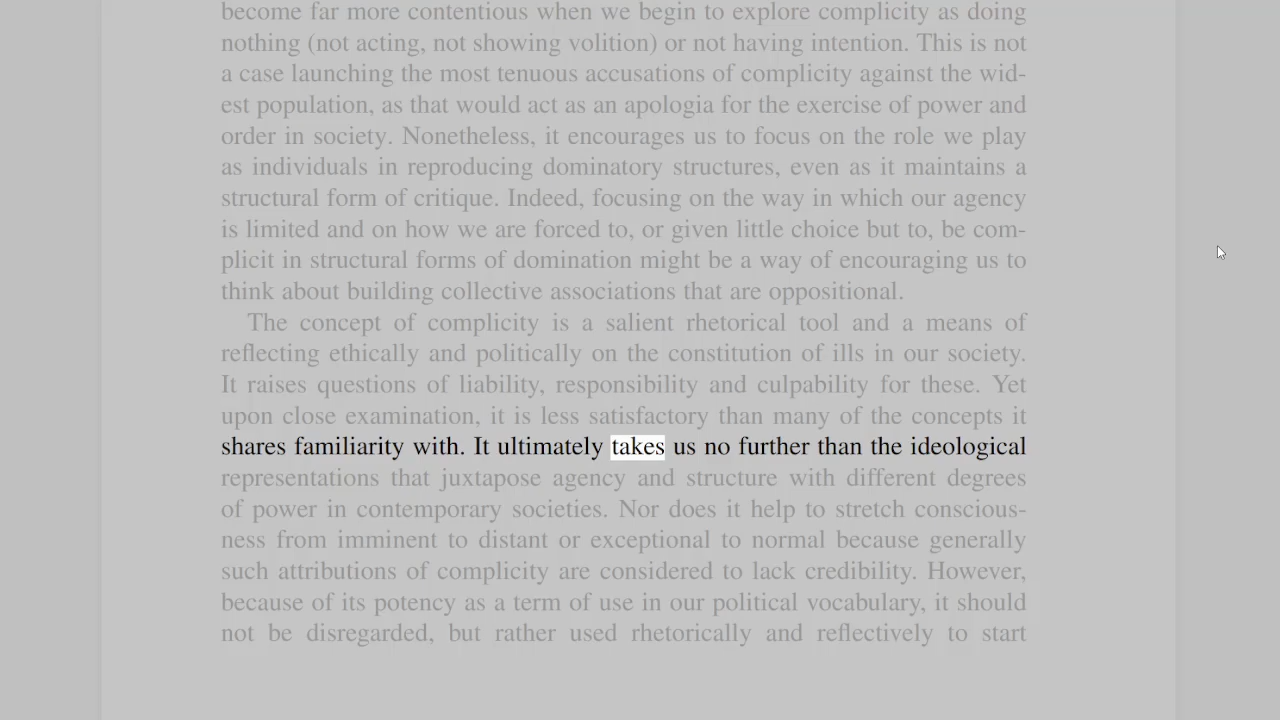 become far more contentious when we begin to explore complicity as doing
nothing (not acting, not showing volition) or not having intention. This is not
a case launching the most tenuous accusations of complicity against the wid-
est population, as that would act as an apologia for the exercise of power and
order in society. Nonetheless, it encourages us to focus on the role we play
as individuals in reproducing dominatory structures, even as it maintains a
structural form of critique. Indeed, focusing on the way in which our agency
is limited and on how we are forced to, or given little choice but to, be com-
plicit in structural forms of domination might be a way of encouraging us to
think about building collective associations that are oppositional.
The concept of complicity is a salient rhetorical tool and a means of
reflecting ethically and politically on the constitution of ills in our society.
It raises questions of liability, responsibility and culpability for these. Yet
upon close examination, it is less satisfactory than many of the concepts it
shares familiarity with. It ultimately takes us no further than the ideological
representations that juxtapose agency and structure with different degrees
of power in contemporary societies. Nor does it help to stretch conscious-
ness from imminent to distant or exceptional to normal because generally
such attributions of complicity are considered to lack credibility. However,
because of its potency as a term of use in our political vocabulary, it should
not be disregarded, but rather used rhetorically and reflectively to start